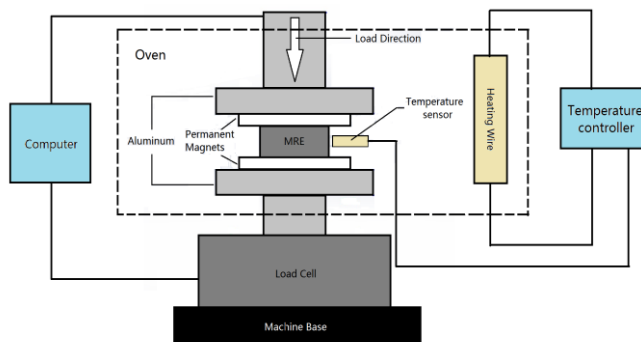 Load Direction
Oven
Temperature
sensor
Computer
Aluminum
Permanent
Magnets
MRE
Heating Wire
Temperature
controller
Load Cell
Machine Base